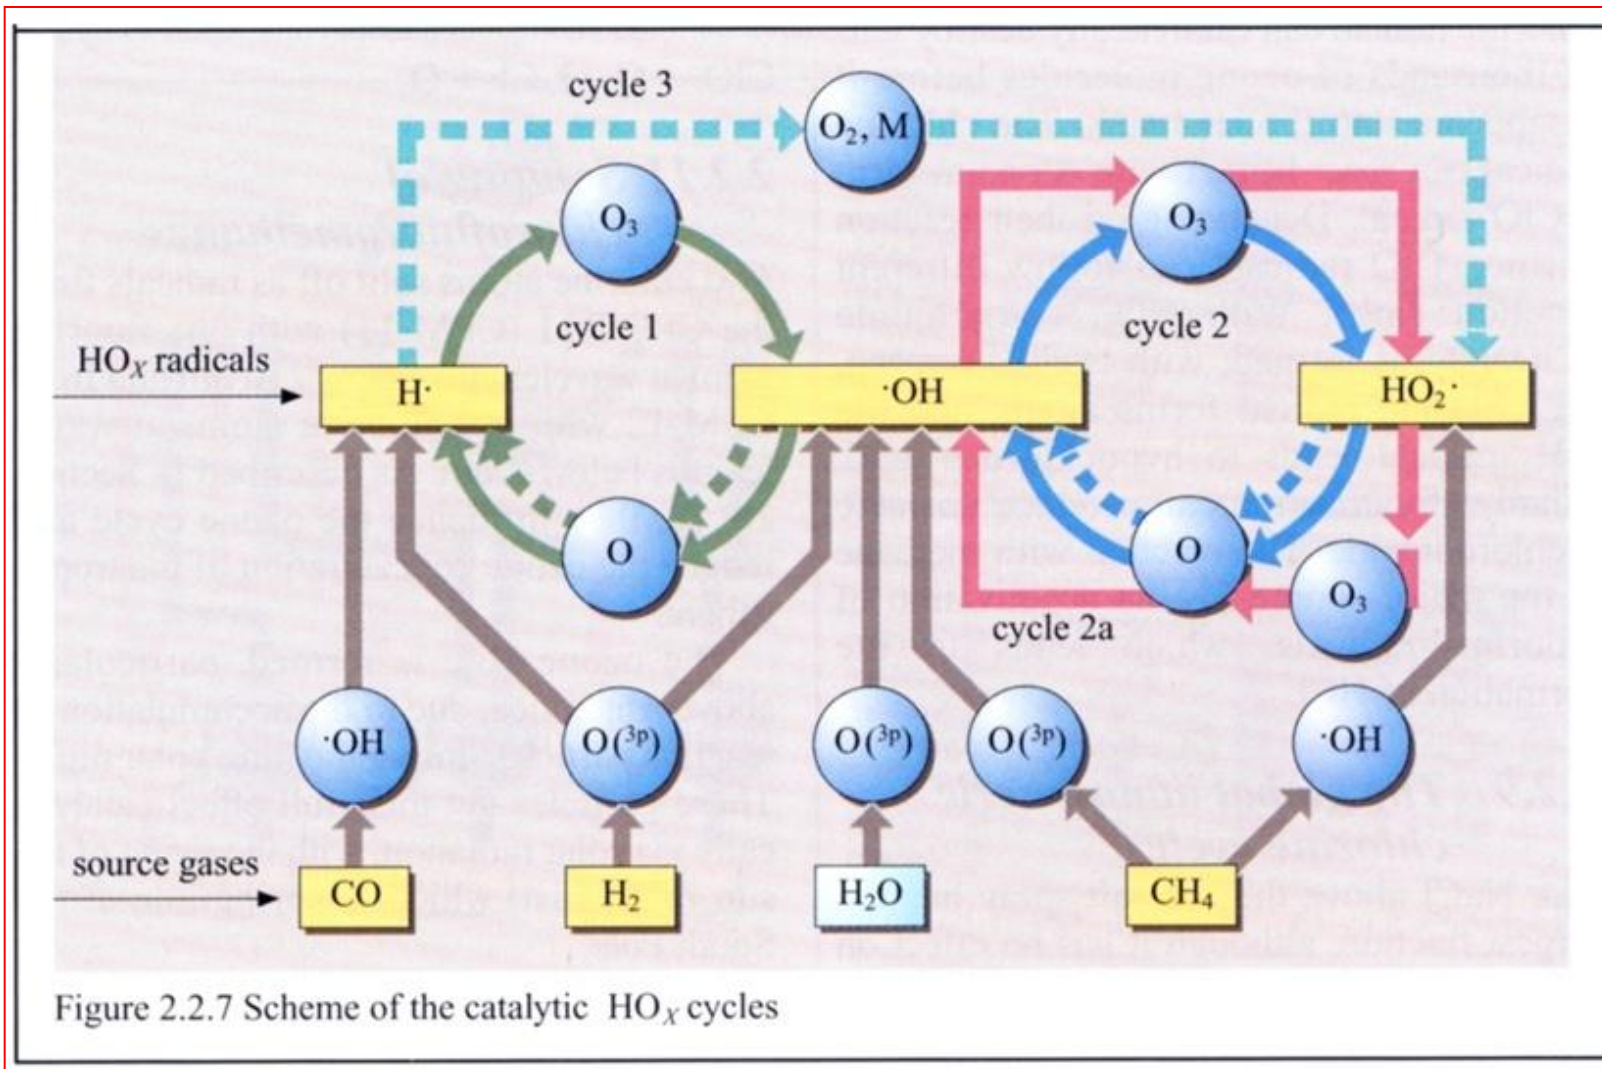 cycle 3
O₂, M
O₃
O₃
cycle 1
cycle 2
HOₓ radicals
H·
·OH
HO₂·
O
O
O₃
cycle 2a
·OH
O(³ᵖ)
O(³ᵖ)
O(³ᵖ)
·OH
source gases
CO
H₂
H₂O
CH₄
Figure 2.2.7 Scheme of the catalytic HOₓ cycles